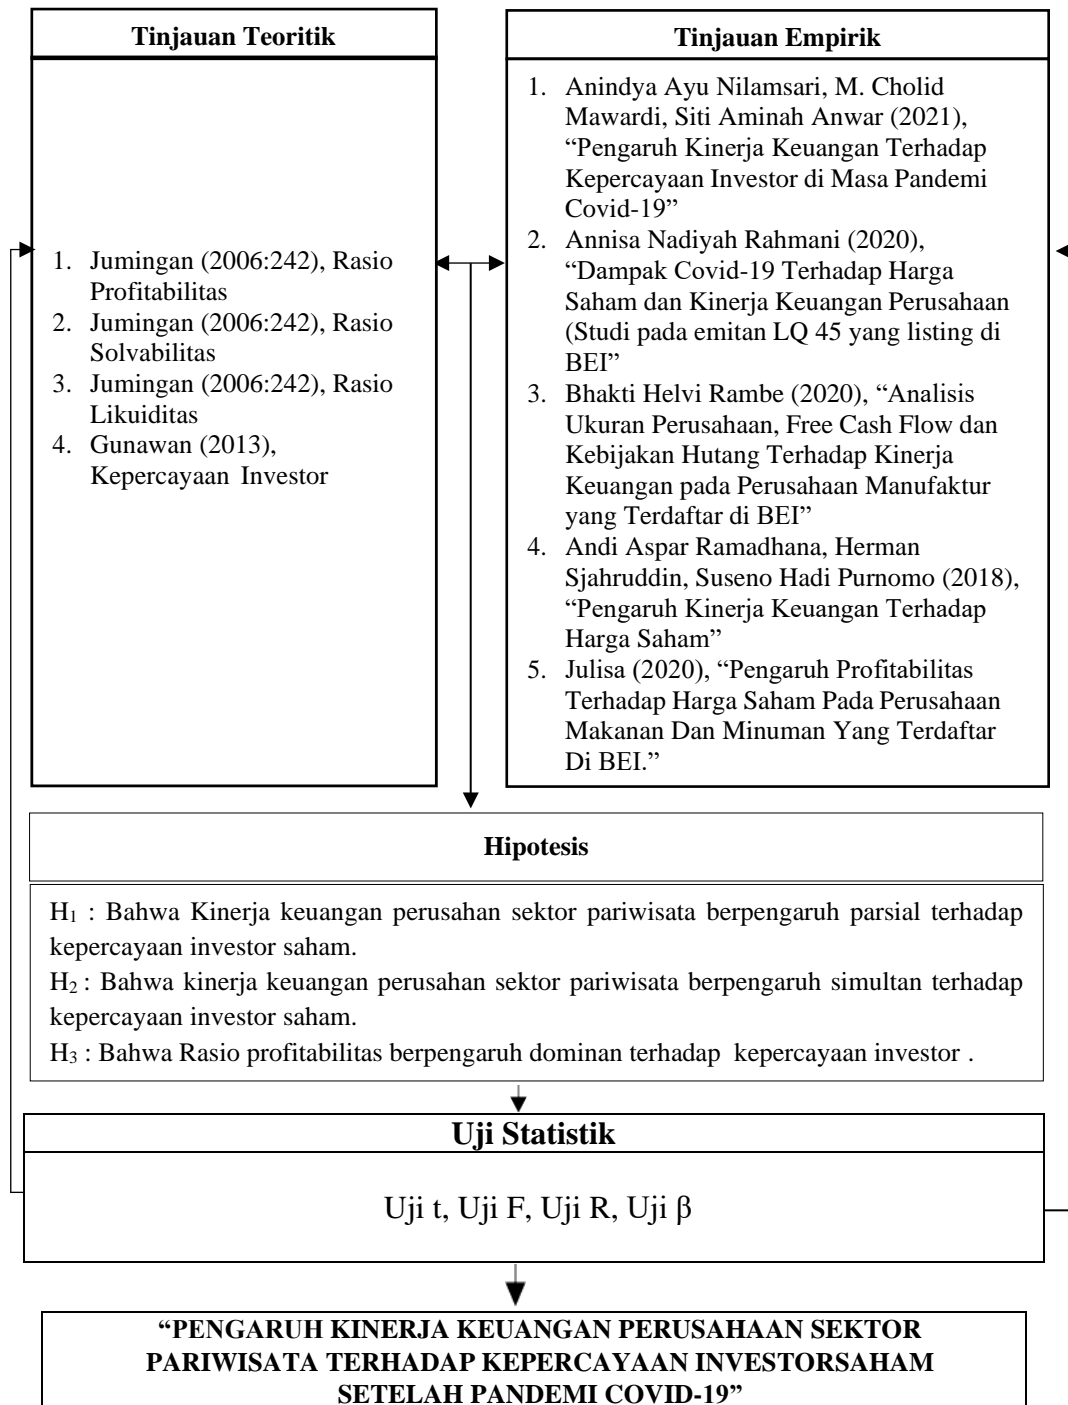 Tinjauan Teoritik
1. Jumingan (2006:242), Rasio
Profitabilitas
2. Jumingan (2006:242), Rasio
Solvabilitas
3. Jumingan (2006:242), Rasio
Likuiditas
4. Gunawan (2013),
Kepercayaan Investor
Tinjauan Empirik
1. Anindya Ayu Nilamsari, M. Cholid
Mawardi, Siti Aminah Anwar (2021),
“Pengaruh Kinerja Keuangan Terhadap
Kepercayaan Investor di Masa Pandemi
Covid-19”
2. Annisa Nadiyah Rahmani (2020),
“Dampak Covid-19 Terhadap Harga
Saham dan Kinerja Keuangan Perusahaan
(Studi pada emitan LQ 45 yang listing di
BEI”
3. Bhakti Helvi Rambe (2020), “Analisis
Ukuran Perusahaan, Free Cash Flow dan
Kebijakan Hutang Terhadap Kinerja
Keuangan pada Perusahaan Manufaktur
yang Terdaftar di BEI”
4. Andi Aspar Ramadhana, Herman
Sjahruddin, Suseno Hadi Purnomo (2018),
“Pengaruh Kinerja Keuangan Terhadap
Harga Saham”
5. Julisa (2020), “Pengaruh Profitabilitas
Terhadap Harga Saham Pada Perusahaan
Makanan Dan Minuman Yang Terdaftar
Di BEI.”
Hipotesis
H₁ : Bahwa Kinerja keuangan perusahan sektor pariwisata berpengaruh parsial terhadap
kepercayaan investor saham.
H₂ : Bahwa kinerja keuangan perusahan sektor pariwisata berpengaruh simultan terhadap
kepercayaan investor saham.
H₃ : Bahwa Rasio profitabilitas berpengaruh dominan terhadap kepercayaan investor .
Uji Statistik
Uji t, Uji F, Uji R, Uji β
“PENGARUH KINERJA KEUANGAN PERUSAHAAN SEKTOR
PARIWISATA TERHADAP KEPERCAYAAN INVESTORSAHAM
SETELAH PANDEMI COVID-19”